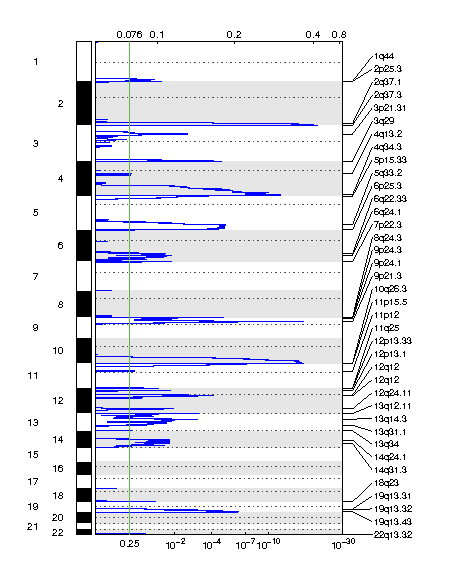 0.076 0.1 0.2 0.4 0.8
1
2
3
4
5
6
7
8
9
10
11
12
13
14
15
16
17
18
19
20
21
22
1q44
2p25.3
2q37.1
2q37.3
3p21.31
3q29
4q13.2
4q34.3
5p15.33
5q33.2
6p25.3
6q22.33
6q24.1
7p22.3
8q24.3
9p24.3
9p24.1
9p21.3
10q26.3
11p15.5
11p12
11q25
12p13.33
12p13.1
12q12
12q12
12q24.11
13q12.11
13q14.3
13q31.1
13q34
14q24.1
14q31.3
18q23
19q13.31
19q13.32
19q13.43
22q13.32
0.25 10⁻² 10⁻⁴ 10⁻⁷ 10⁻¹⁰ 10⁻³⁰